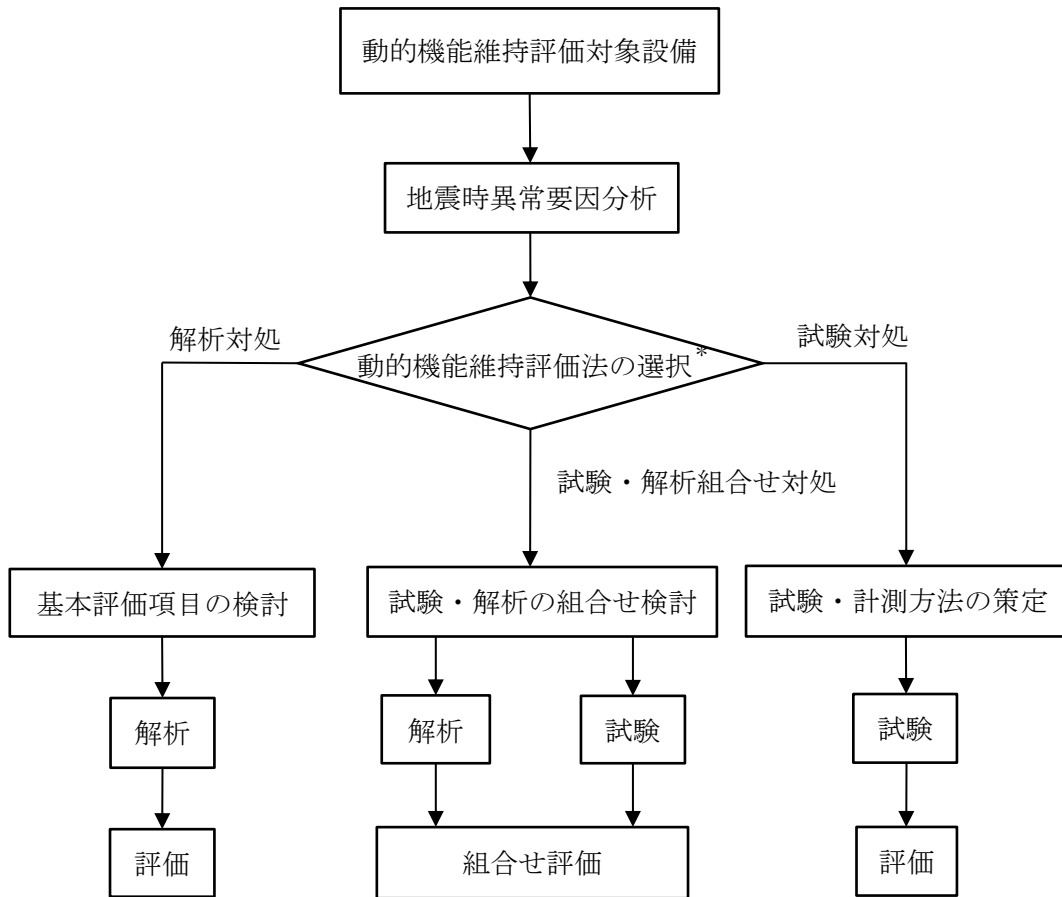 動的機能維持評価対象設備
地震時異常要因分析
解析対処
試験対処
動的機能維持評価法の選択*
試験・解析組合せ対処
基本評価項目の検討
試験・解析の組合せ検討
試験・計測方法の策定
解析
解析
試験
試験
評価
組合せ評価
評価